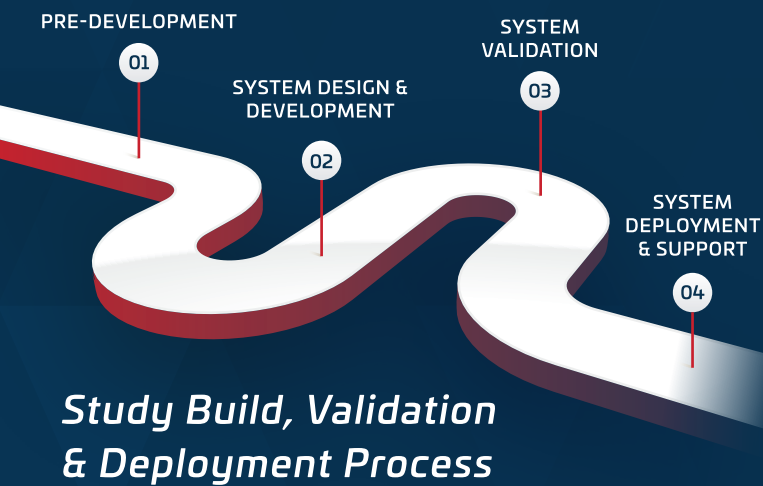 PRE-DEVELOPMENT
01
SYSTEM DESIGN &
DEVELOPMENT
02
SYSTEM
VALIDATION
03
SYSTEM
DEPLOYMENT
& SUPPORT
04
Study Build, Validation
& Deployment Process